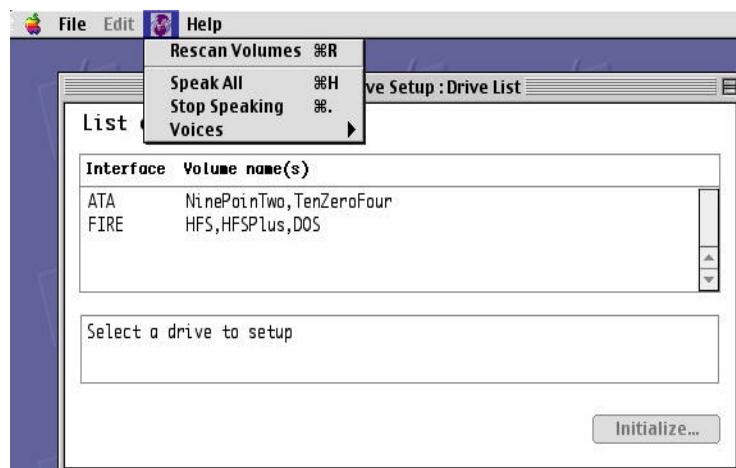 File Edit Help
Rescan Volumes ⌘R
Speak All ⌘H
Stop Speaking ⌘.
Voices
ve Setup : Drive List
List
Interface Volume name(s)
ATA NinePoinTwo,TenZeroFour
FIRE HFS,HFSPlus,DOS
Select a drive to setup
Initialize...